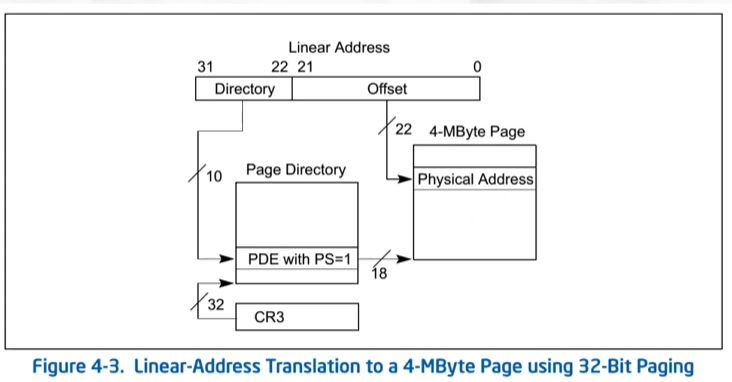 Linear Address
31 22 21 0
Directory Offset
22 4-MByte Page
10 Page Directory
Physical Address
PDE with PS=1
18
32
CR3
Figure 4-3. Linear-Address Translation to a 4-MByte Page using 32-Bit Paging